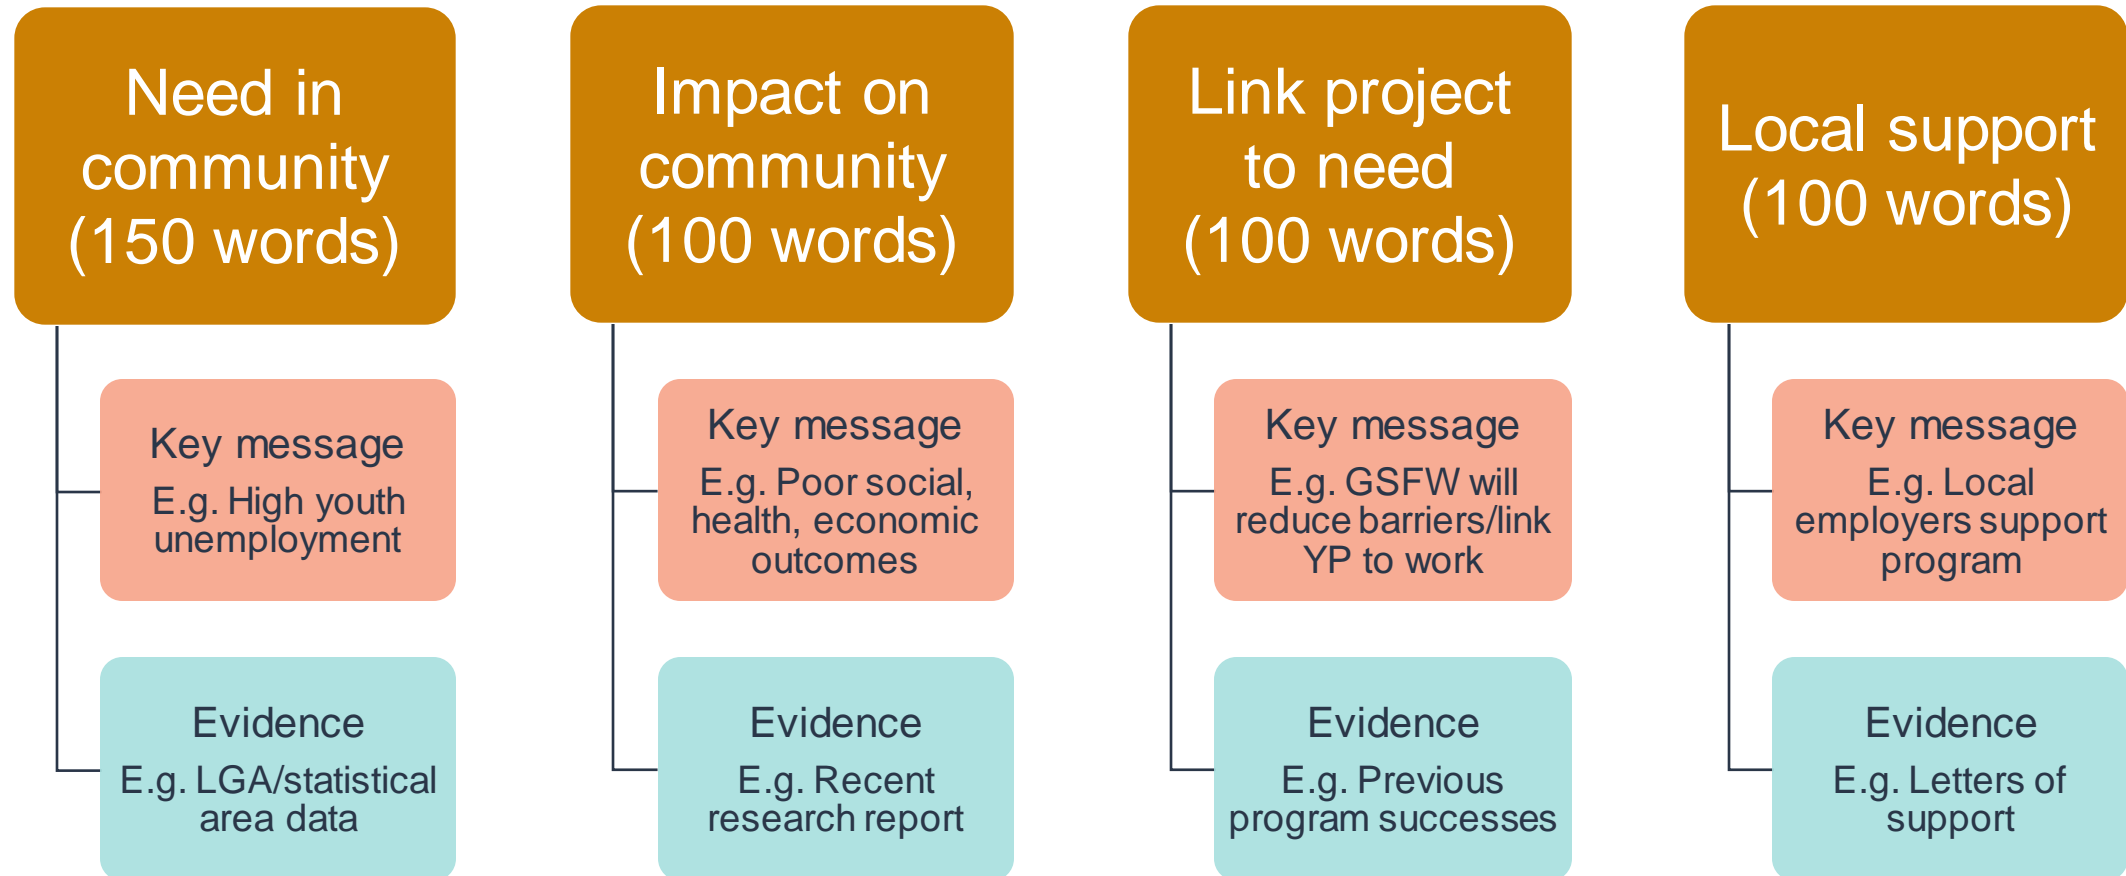 Need in
community
(150 words)
Key message
E.g. High youth
unemployment
Evidence
E.g. LGA/statistical
area data
Impact on
community
(100 words)
Key message
E.g. Poor social,
health, economic
outcomes
Evidence
E.g. Recent
research report
Link project
to need
(100 words)
Key message
E.g. GSFW will
reduce barriers/link
YP to work
Evidence
E.g. Previous
program successes
Local support
(100 words)
Key message
E.g. Local
employers support
program
Evidence
E.g. Letters of
support